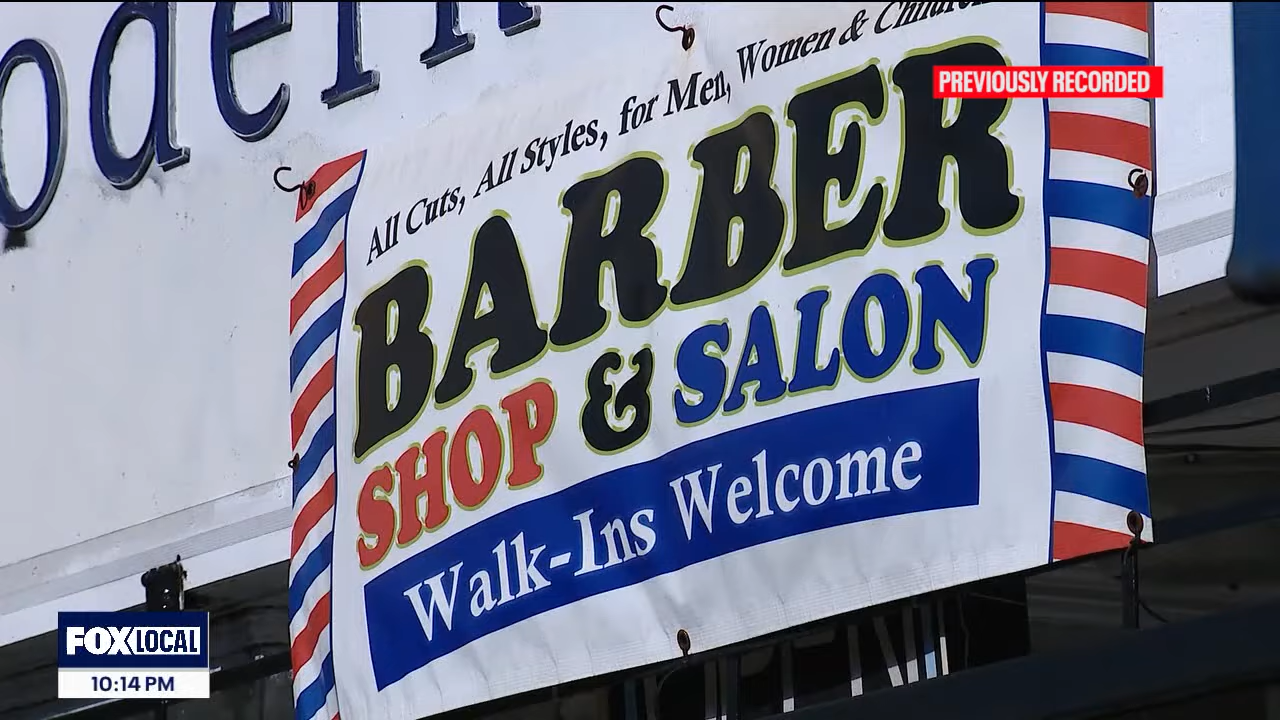 All Cuts, All Styles, for Men, Women & Children
PREVIOUSLY RECORDED
BARBER
SHOP & SALON
Walk-Ins Welcome
FOX LOCAL
10:14 PM